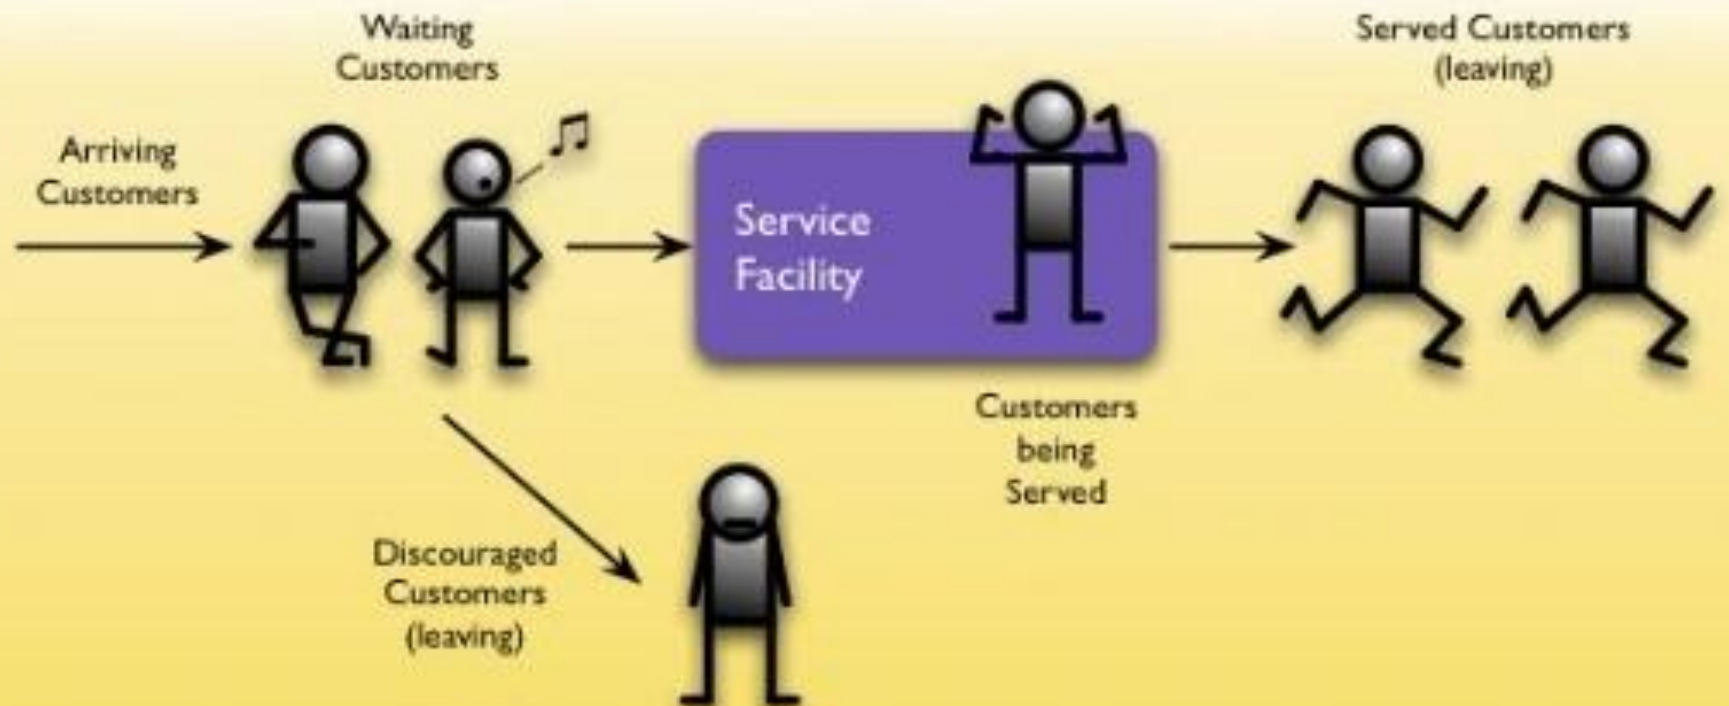 Waiting
Customers
Served Customers
(leaving)
Arriving
Customers
Service
Facility
Customers
being
Served
Discouraged
Customers
(leaving)